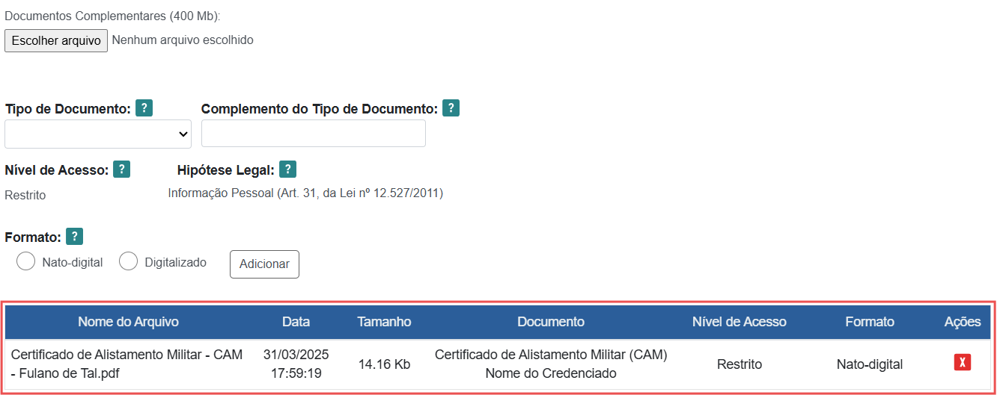 Documentos Complementares (400 Mb):
Escolher arquivo Nenhum arquivo escolhido
Tipo de Documento: ? Complemento do Tipo de Documento: ?
Nível de Acesso: ? Hipótese Legal: ?
Restrito Informação Pessoal (Art. 31, da Lei nº 12.527/2011)
Formato: ?
Nato-digital Digitalizado Adicionar
Nome do Arquivo Data Tamanho Documento Nível de Acesso Formato Ações
Certificado de Alistamento Militar - CAM 31/03/2025 Certificado de Alistamento Militar (CAM)
14.16 Kb Restrito Nato-digital X
- Fulano de Tal.pdf 17:59:19 Nome do Credenciado